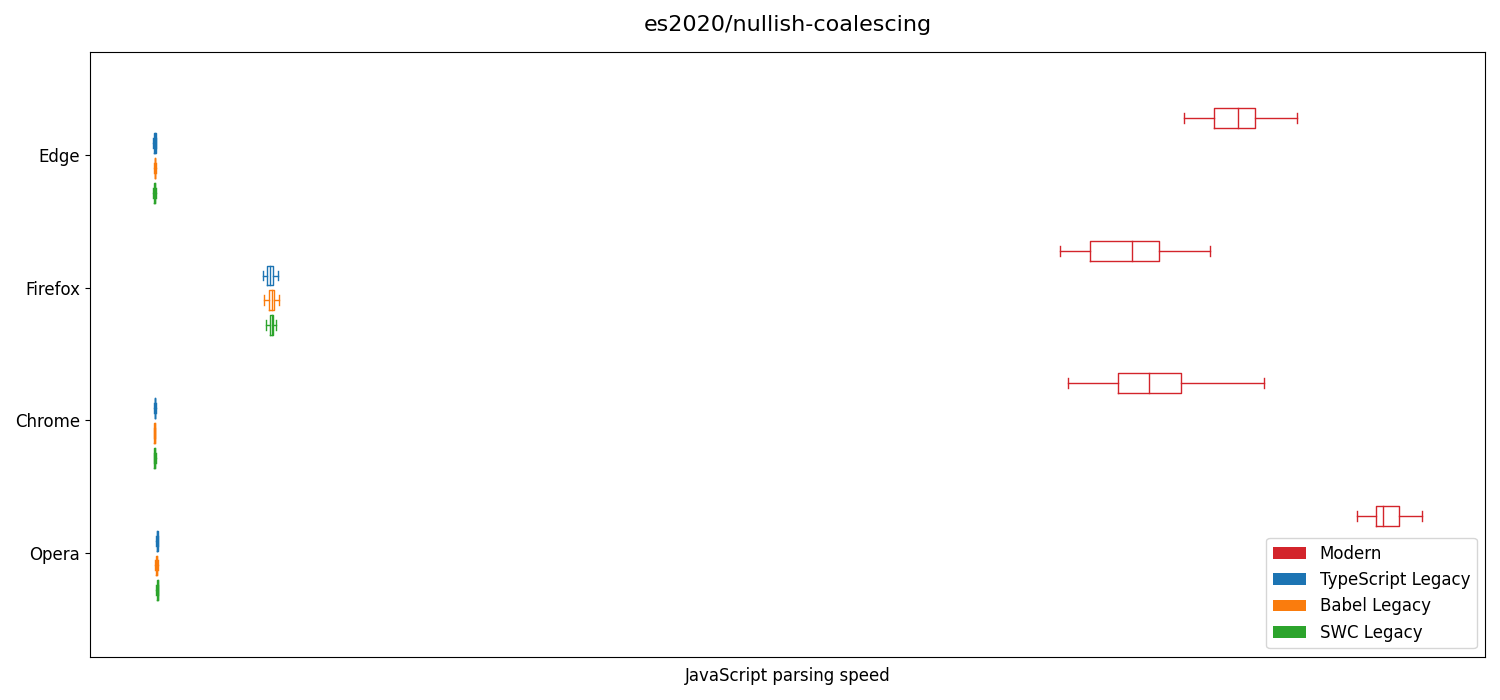 es2020/nullish-coalescing
Edge
Firefox
Chrome
Opera
Modern
TypeScript Legacy
Babel Legacy
SWC Legacy
JavaScript parsing speed